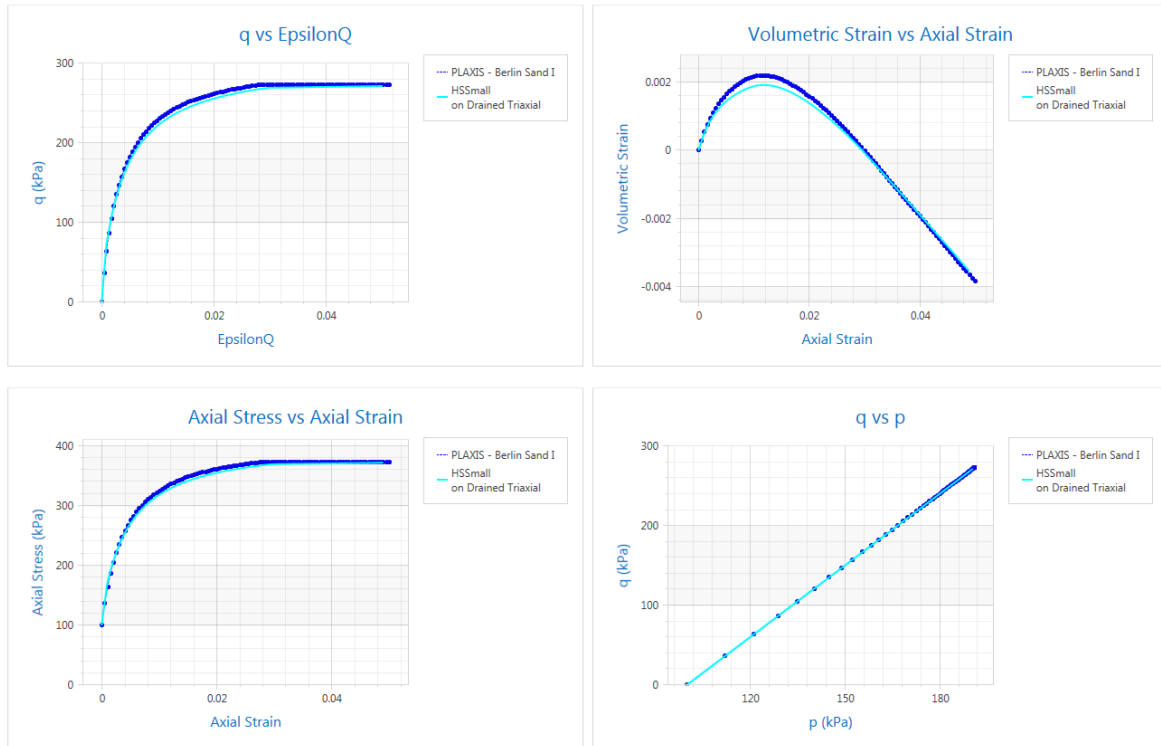 q vs EpsilonQ
300
200
100
0
q (kPa)
0
0.02
0.04
EpsilonQ
PLAXIS - Berlin Sand I
HSSmall
on Drained Triaxial
Volumetric Strain vs Axial Strain
0.002
0
-0.002
-0.004
Volumetric Strain
0
0.02
0.04
Axial Strain
PLAXIS - Berlin Sand I
HSSmall
on Drained Triaxial
Axial Stress vs Axial Strain
400
300
200
100
0
Axial Stress (kPa)
0
0.02
0.04
Axial Strain
PLAXIS - Berlin Sand I
HSSmall
on Drained Triaxial
q vs p
300
200
100
0
q (kPa)
120
150
180
p (kPa)
PLAXIS - Berlin Sand I
HSSmall
on Drained Triaxial